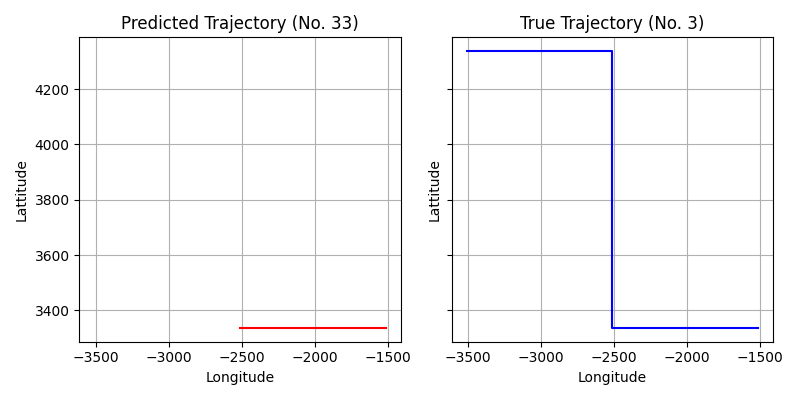 Predicted Trajectory (No. 33)
True Trajectory (No. 3)
Lattitude
4200
4000
3800
3600
3400
−3500 −3000 −2500 −2000 −1500
Longitude
Lattitude
−3500 −3000 −2500 −2000 −1500
Longitude